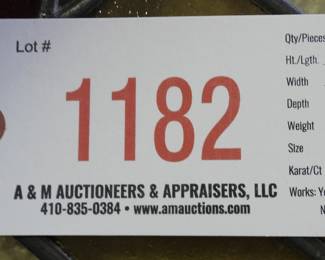 Lot #
1182
A & M AUCTIONEERS & APPRAISERS, LLC
410-835-0384 • www.amauctions.com
Qty/Pieces
Ht./Lgth.
Width
Depth
Weight
Size
Karat/Ct
Works: Y
N